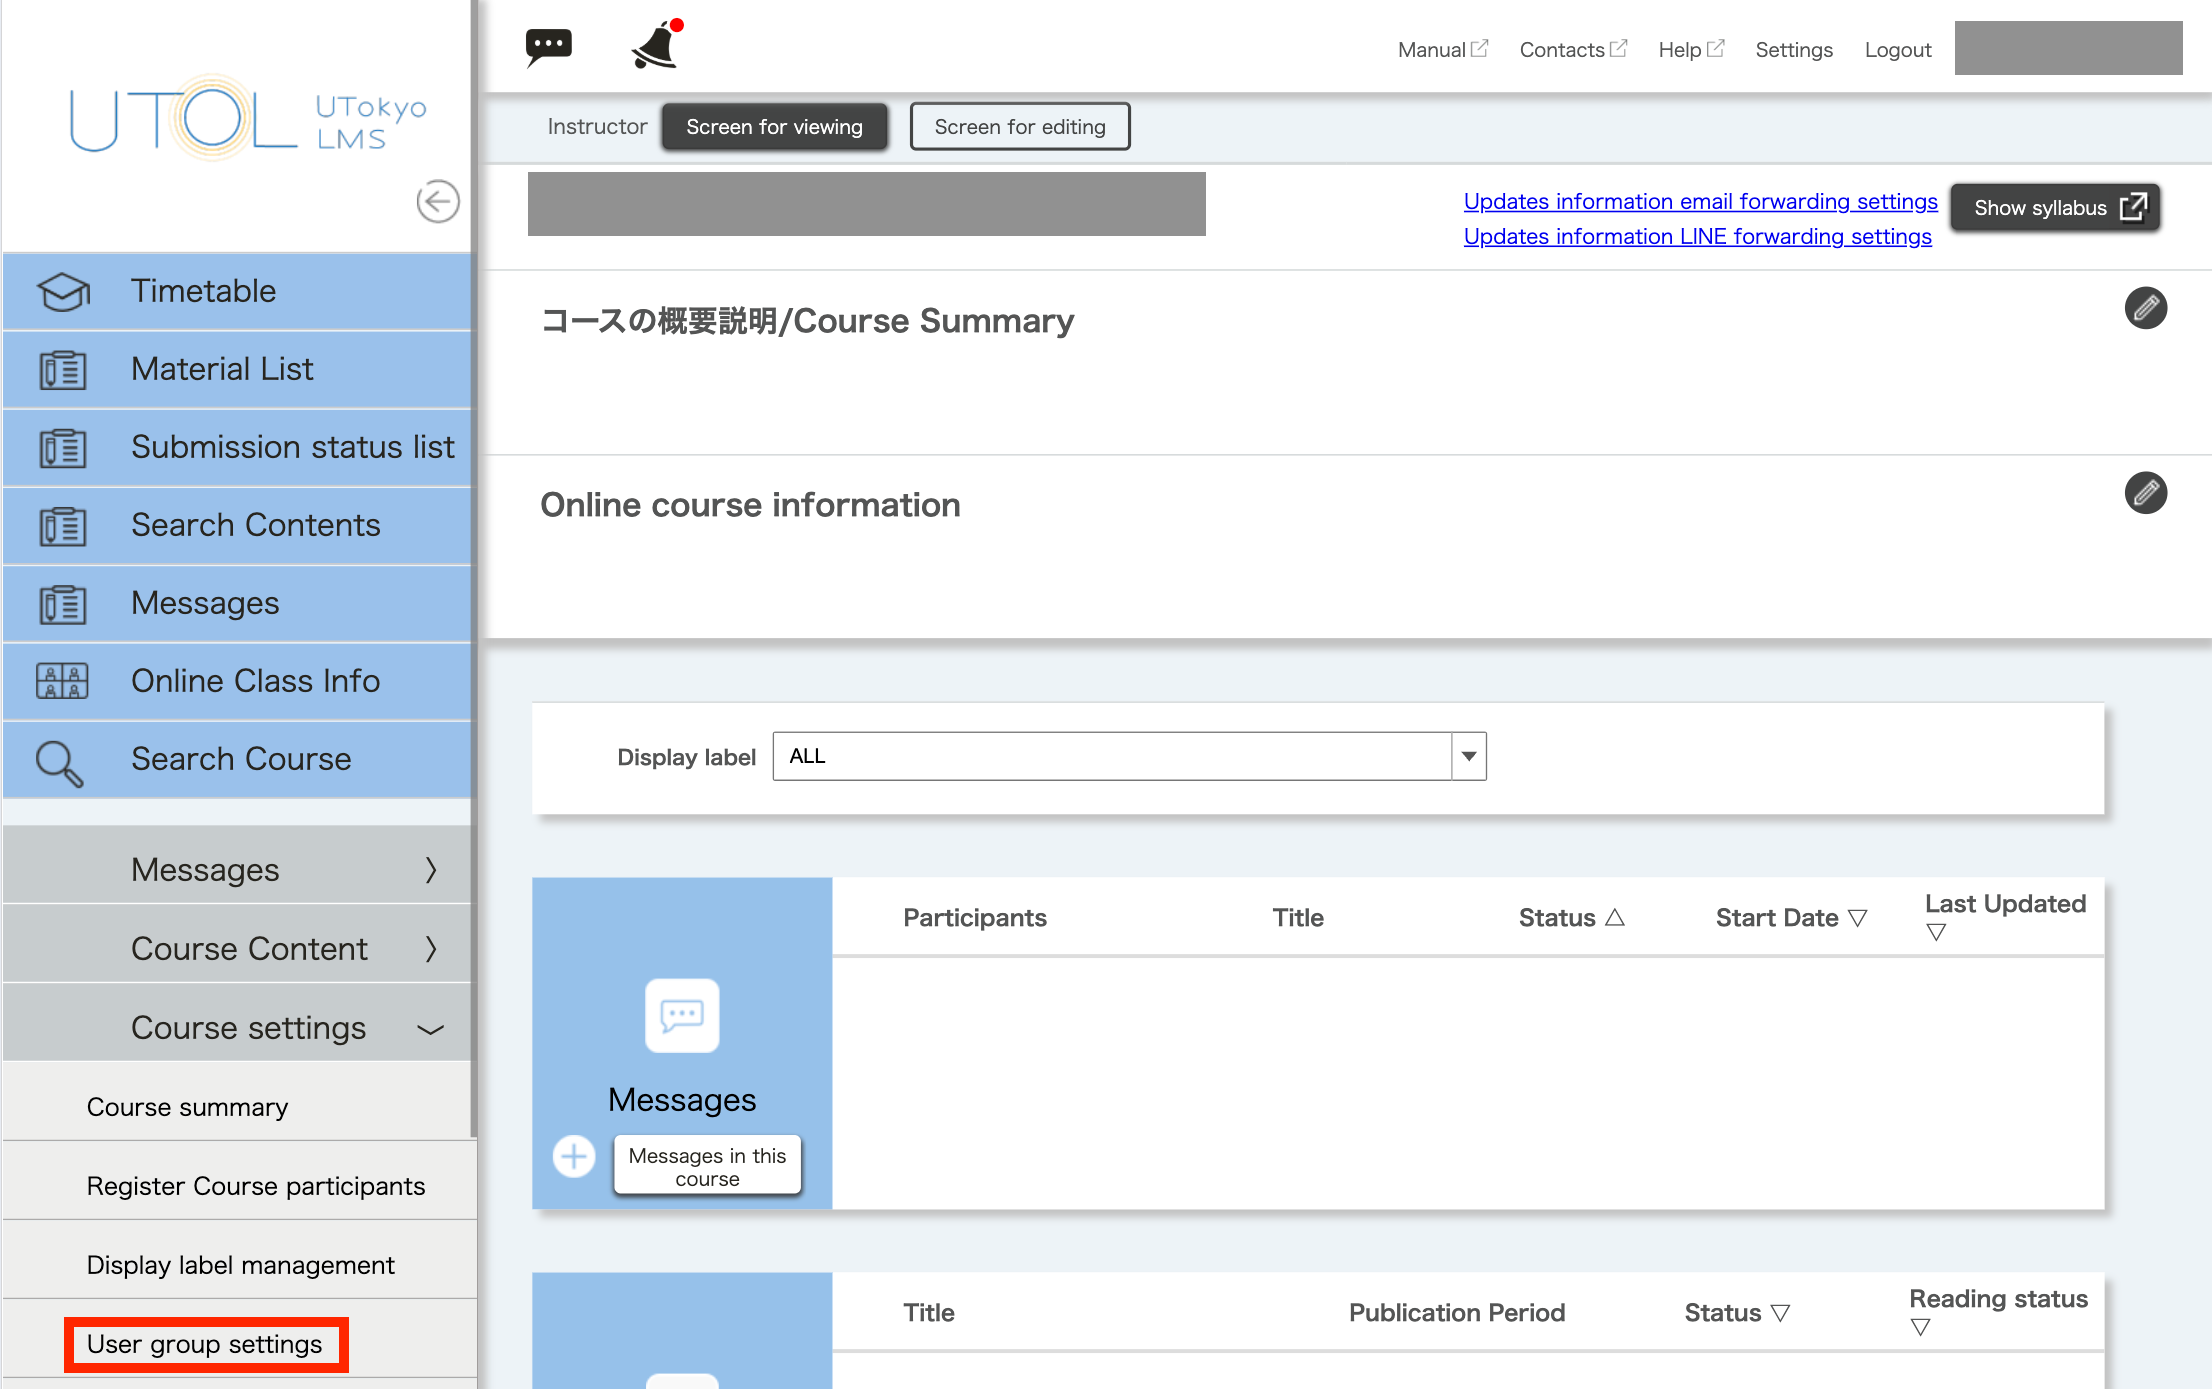 UTOL UTokyo LMS
Manual Contacts Help Settings Logout
Instructor Screen for viewing Screen for editing
Updates information email forwarding settings
Updates information LINE forwarding settings
Show syllabus
Timetable
Material List
Submission status list
Search Contents
Messages
Online Class Info
Search Course
Messages
Course Content
Course settings
Course summary
Register Course participants
Display label management
User group settings
コースの概要説明/Course Summary
Online course information
Display label ALL
Messages
Messages in this
course
Participants Title Status △ Start Date ▽ Last Updated ▽
Title Publication Period Status ▽ Reading status ▽